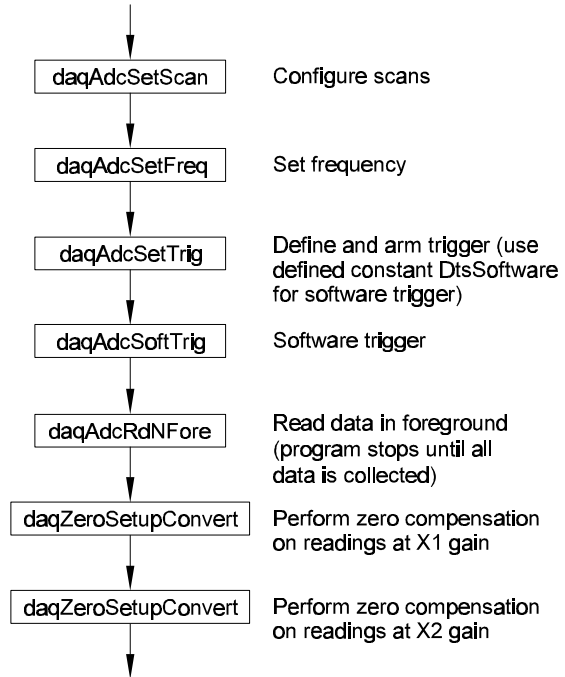 daqAdcSetScan
Configure scans
daqAdcSetFreq
Set frequency
daqAdcSetTrig
Define and arm trigger (use
defined constant DtsSoftware
for software trigger)
daqAdcSoftTrig
Software trigger
daqAdcRdNFore
Read data in foreground
(program stops until all
data is collected)
daqZeroSetupConvert
Perform zero compensation
on readings at X1 gain
daqZeroSetupConvert
Perform zero compensation
on readings at X2 gain